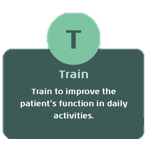 T
Train
Train to improve the
patient's function in daily
activities.